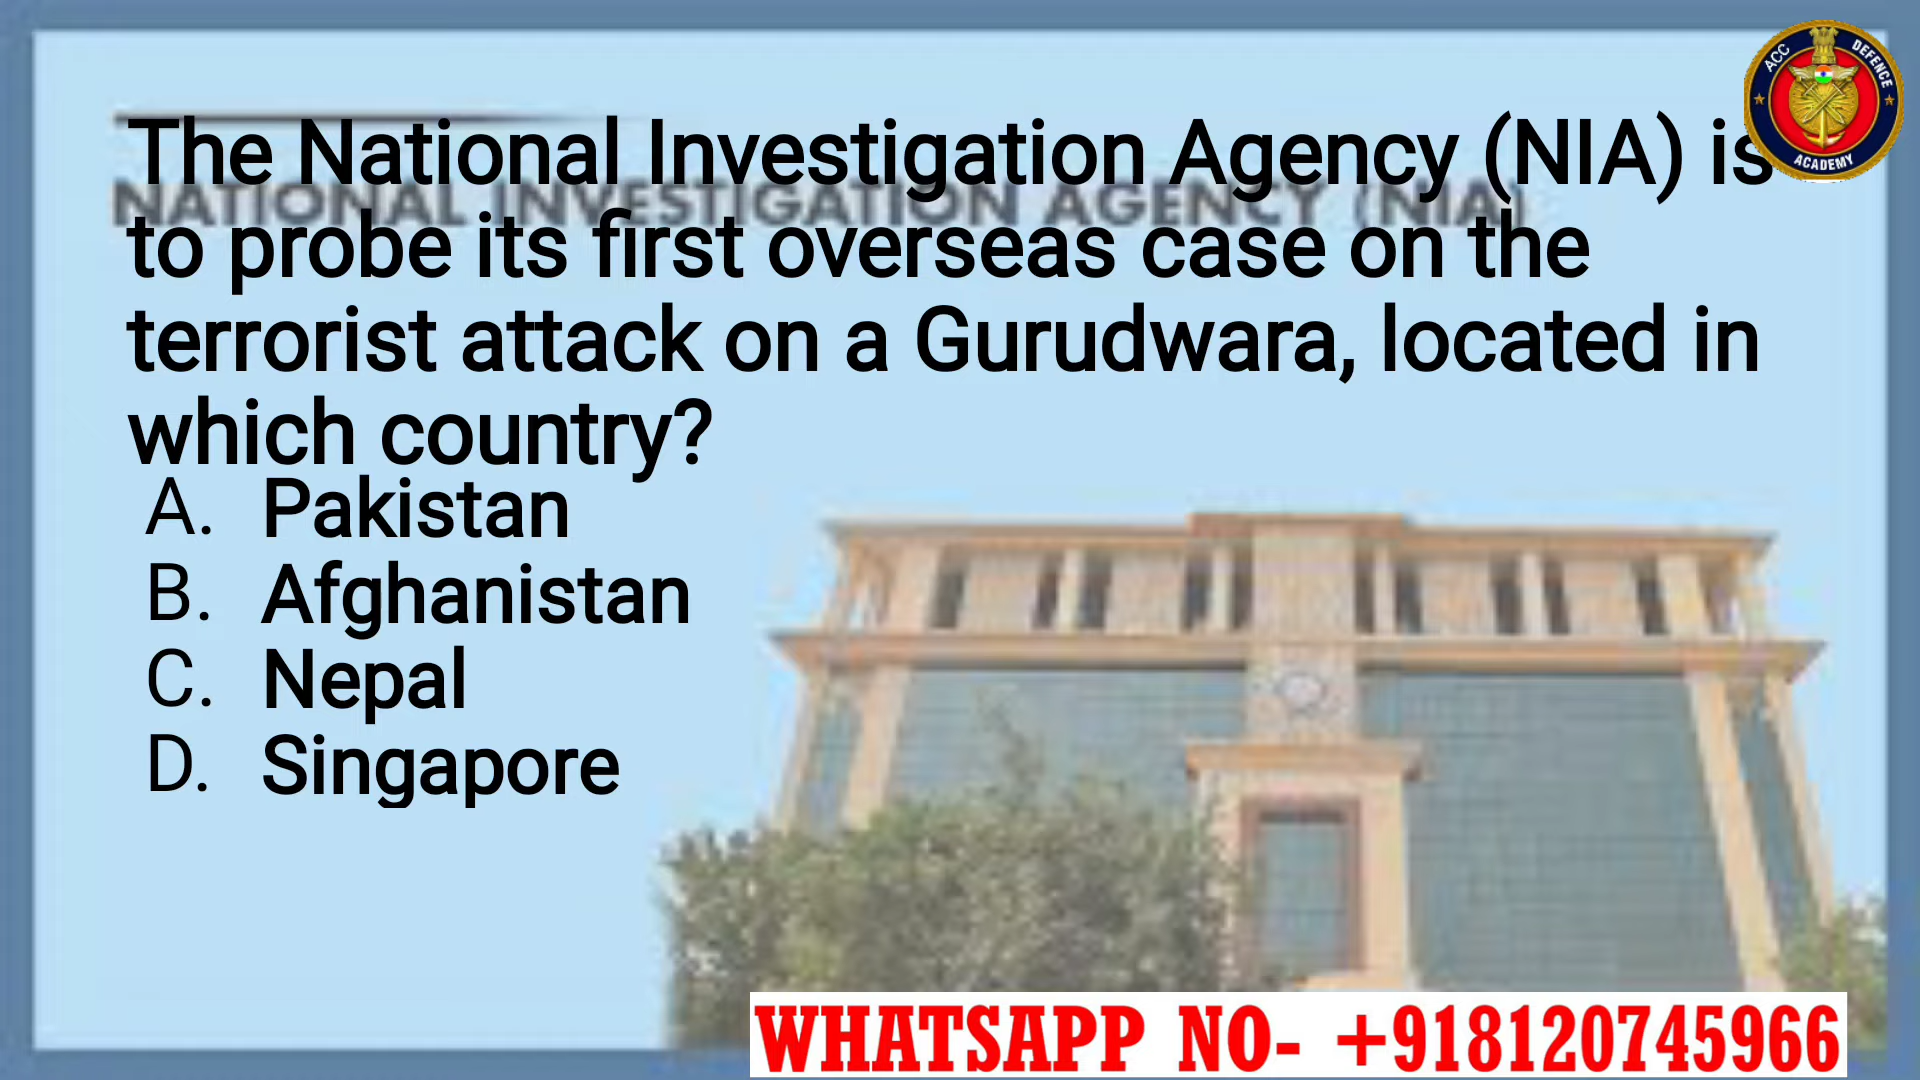 ACC DEFENCE
ACADEMY
The National Investigation Agency (NIA) is
NATIONAL INVESTIGATION AGENCY (NIA)
to probe its first overseas case on the
terrorist attack on a Gurudwara, located in
which country?
A. Pakistan
B. Afghanistan
C. Nepal
D. Singapore
WHATSAPP NO- +918120745966